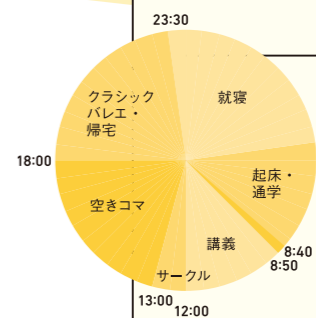 23:30
クラシック
バレエ・
帰宅
就寝
18:00
起床・
通学
空きコマ
講義
8:40
8:50
サークル
13:00
12:00